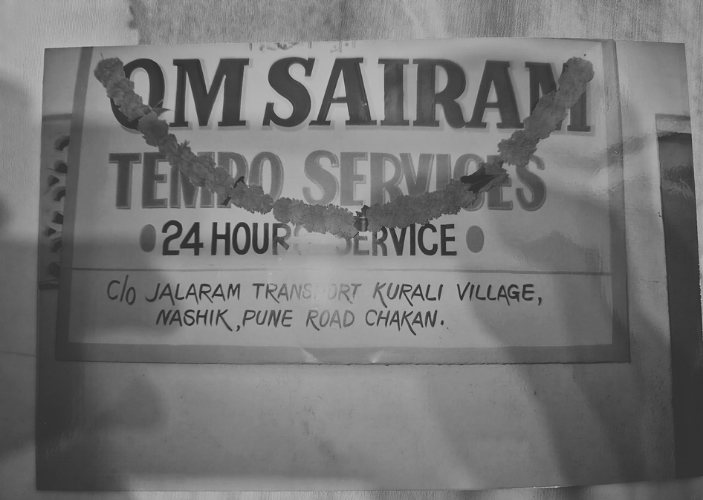 OM SAIRAM
TEMPO SERVICES
24 HOURS SERVICE
C/o JALARAM TRANSPORT KURALI VILLAGE,
NASHIK, PUNE ROAD CHAKAN.